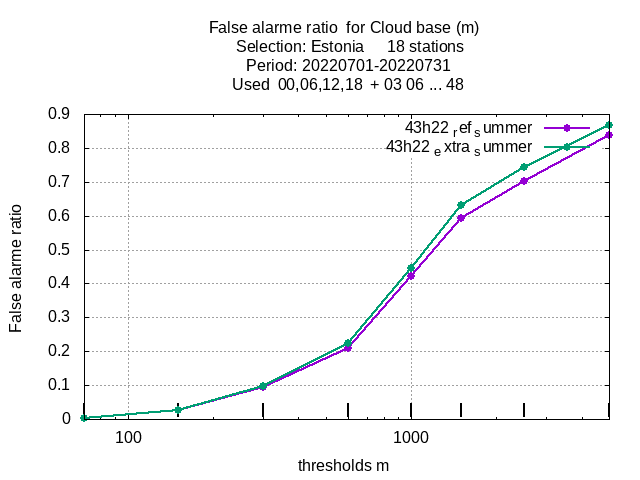 False alarme ratio for Cloud base (m)
Selection: Estonia 18 stations
Period: 20220701-20220731
Used 00,06,12,18 + 03 06 ... 48
0.9
0.8
0.7
0.6
0.5
0.4
0.3
0.2
0.1
0
False alarme ratio
43h22 ref summer
43h22 extra summer
100
1000
thresholds m